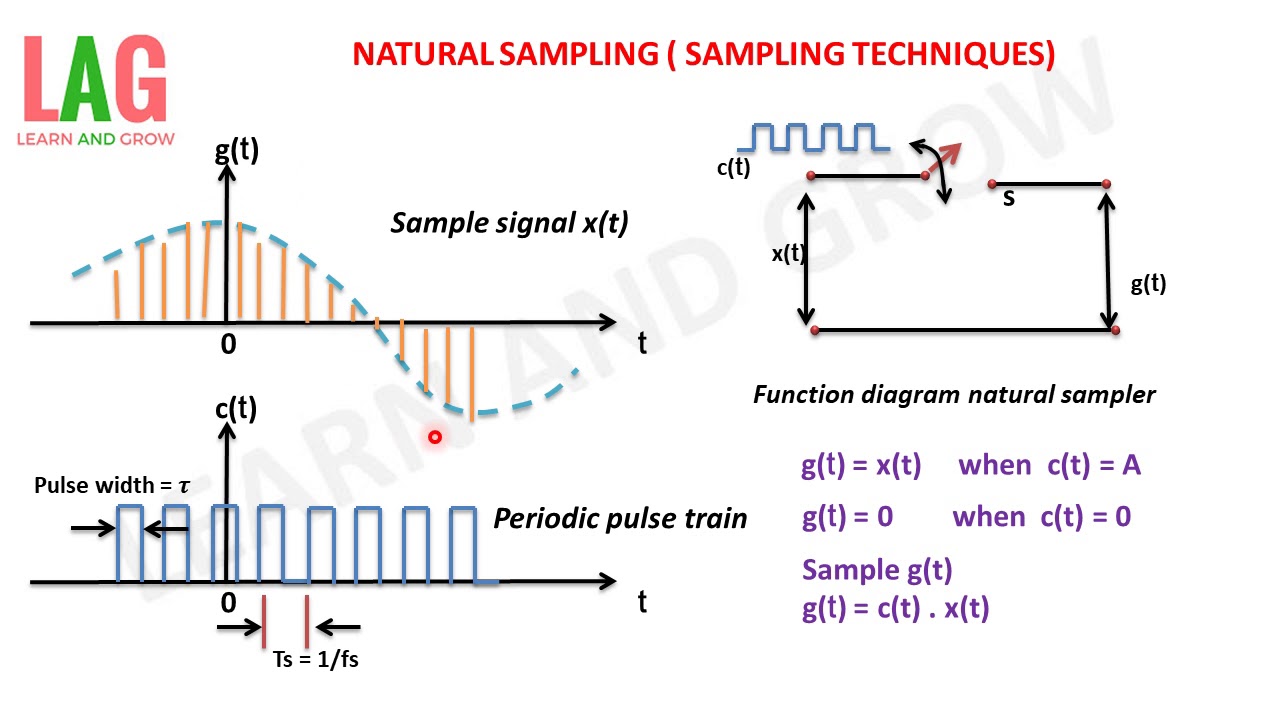 LAG
LEARN AND GROW
NATURAL SAMPLING ( SAMPLING TECHNIQUES)
g(t)
Sample signal x(t)
0
t
c(t)
x(t)
s
g(t)
Function diagram natural sampler
c(t)
Pulse width = τ
Periodic pulse train
0
t
Ts = 1/fs
g(t) = x(t) when c(t) = A
g(t) = 0 when c(t) = 0
Sample g(t)
g(t) = c(t) . x(t)
LEARN AND GROW